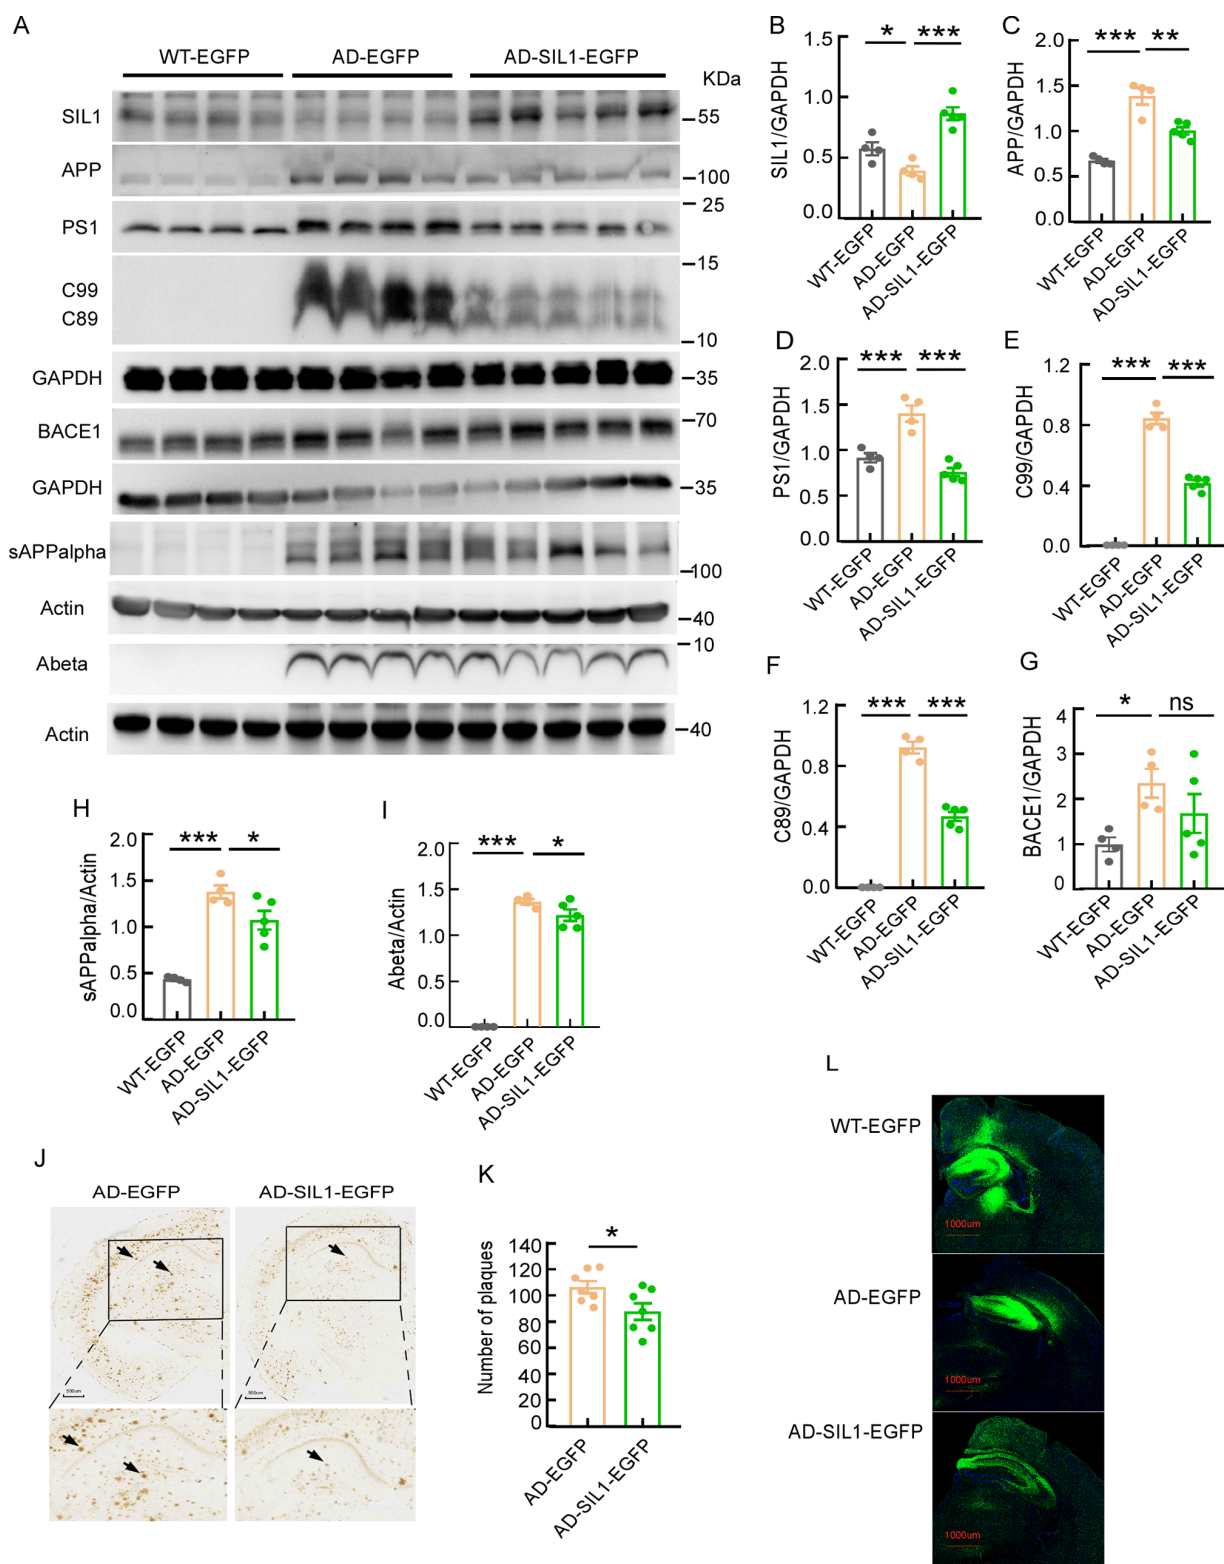 A
WT-EGFP AD-EGFP AD-SIL1-EGFP
KDa
SIL1
55
APP
100
25
PS1
15
C99
C89
10
GAPDH
35
BACE1
70
GAPDH
35
sAPPalpha
100
Actin
40
10
Abeta
Actin
40
B
* ***
SIL1/GAPDH
1.5
1.0
0.5
0.0
WT-EGFP
AD-EGFP
AD-SIL1-EGFP
C
*** **
APP/GAPDH
2.0
1.5
1.0
0.5
0.0
WT-EGFP
AD-EGFP
AD-SIL1-EGFP
D
*** ***
PS1/GAPDH
2.0
1.5
1.0
0.5
0.0
WT-EGFP
AD-EGFP
AD-SIL1-EGFP
E
*** ***
C99/GAPDH
1.2
0.8
0.4
0.0
WT-EGFP
AD-EGFP
AD-SIL1-EGFP
F
*** ***
C89/GAPDH
1.2
0.8
0.4
0.0
WT-EGFP
AD-EGFP
AD-SIL1-EGFP
G
* ns
BACE1/GAPDH
4
3
2
1
0
WT-EGFP
AD-EGFP
AD-SIL1-EGFP
H
*** *
sAPPalpha/Actin
2.0
1.5
1.0
0.5
0.0
WT-EGFP
AD-EGFP
AD-SIL1-EGFP
I
*** *
Abeta/Actin
2.0
1.5
1.0
0.5
0.0
WT-EGFP
AD-EGFP
AD-SIL1-EGFP
J
AD-EGFP AD-SIL1-EGFP
500um 500um
K
*
Number of plaques
140
120
100
80
60
40
20
0
AD-EGFP
AD-SIL1-EGFP
L
WT-EGFP
1000um
AD-EGFP
1000um
AD-SIL1-EGFP
1000um